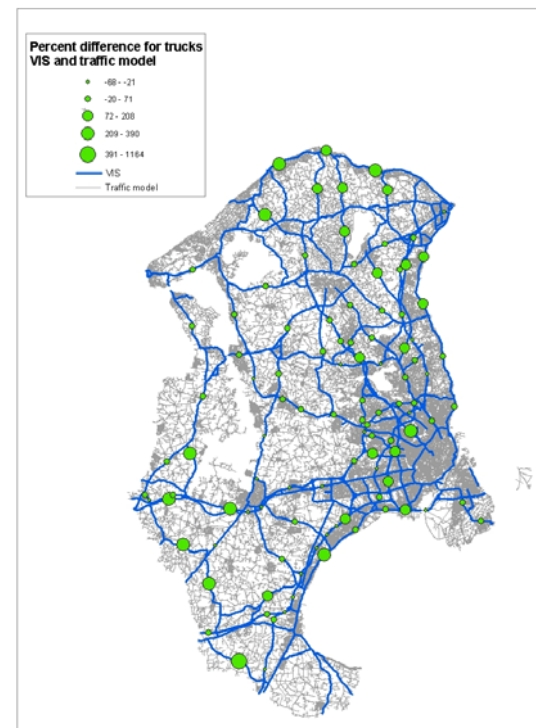 Percent difference for trucks
VIS and traffic model
-68 - -21
-20 - 71
72 - 208
209 - 390
391 - 1164
VIS
Traffic model